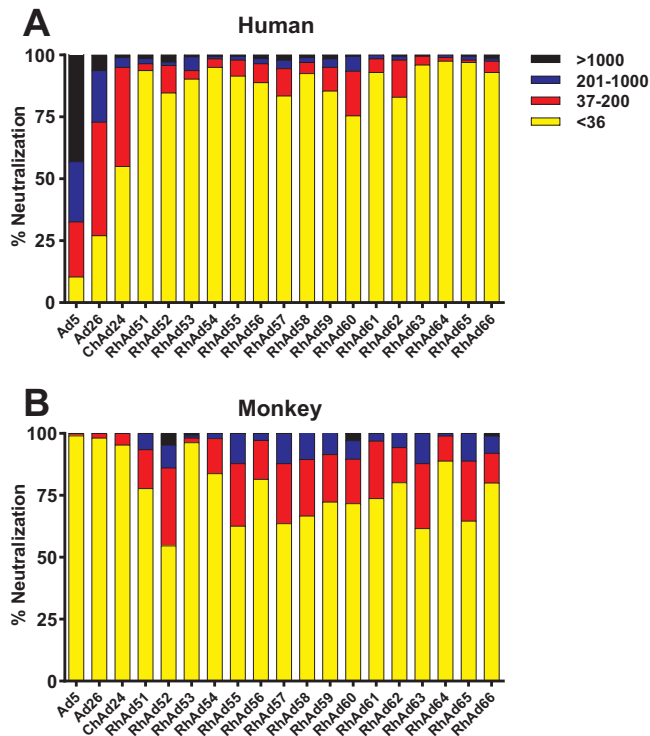 A
Human
>1000
201-1000
37-200
<36
% Neutralization
100
75
50
25
0
Ad5
Ad26
ChAd24
RhAd51
RhAd52
RhAd53
RhAd54
RhAd55
RhAd56
RhAd57
RhAd58
RhAd59
RhAd60
RhAd61
RhAd62
RhAd63
RhAd64
RhAd65
RhAd66
B
Monkey
% Neutralization
100
75
50
25
0
Ad5
Ad26
ChAd24
RhAd51
RhAd52
RhAd53
RhAd54
RhAd55
RhAd56
RhAd57
RhAd58
RhAd59
RhAd60
RhAd61
RhAd62
RhAd63
RhAd64
RhAd65
RhAd66